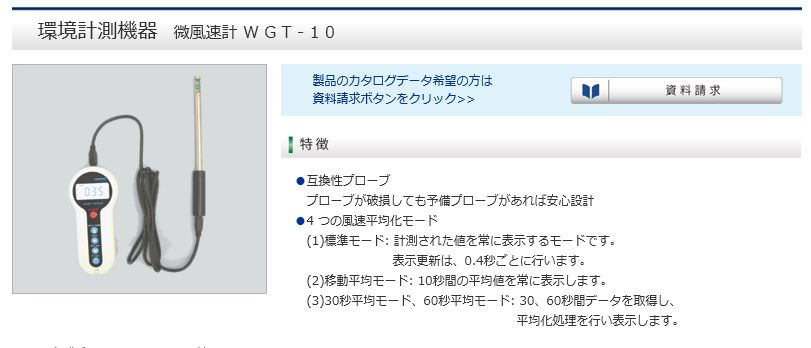 環境計測機器 微風速計 WGT-10
製品のカタログデータ希望の方は
資料請求ボタンをクリック>>
資料請求
特徴
●互換性プローブ
プローブが破損しても予備プローブがあれば安心設計
●4 つの風速平均化モード
(1)標準モード: 計測された値を常に表示するモードです。
表示更新は、0.4秒ごとに行います。
(2)移動平均モード: 10秒間の平均値を常に表示します。
(3)30秒平均モード、60秒平均モード: 30、60秒間データを取得し、
平均化処理を行い表示します。
035